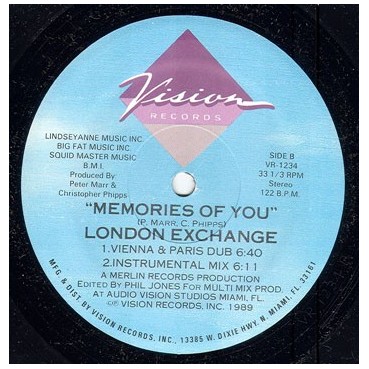 Vision
RECORDS
LINDSEYANNE MUSIC INC.
BIG FAT MUSIC INC.
SQUID MASTER MUSIC
B.M.I.
Produced By:
Peter Marr &
Christopher Phipps
SIDE B
VR-1234
33 1/3 RPM
Stereo
122 B.P.M.
"MEMORIES OF YOU"
(P. MARR, C. PHIPPS)
LONDON EXCHANGE
1.VIENNA & PARIS DUB 6:40
2.INSTRUMENTAL MIX 6:11
A MERLIN RECORDS PRODUCTION
EDITED BY PHIL JONES FOR MULTI MIX PROD.
AT AUDIO VISION STUDIOS MIAMI, FL.
©℗ VISION RECORDS, INC. 1989
MFG. & DIST. BY VISION RECORDS, INC., 13385 W. DIXIE HWY. N. MIAMI, FL. 33161